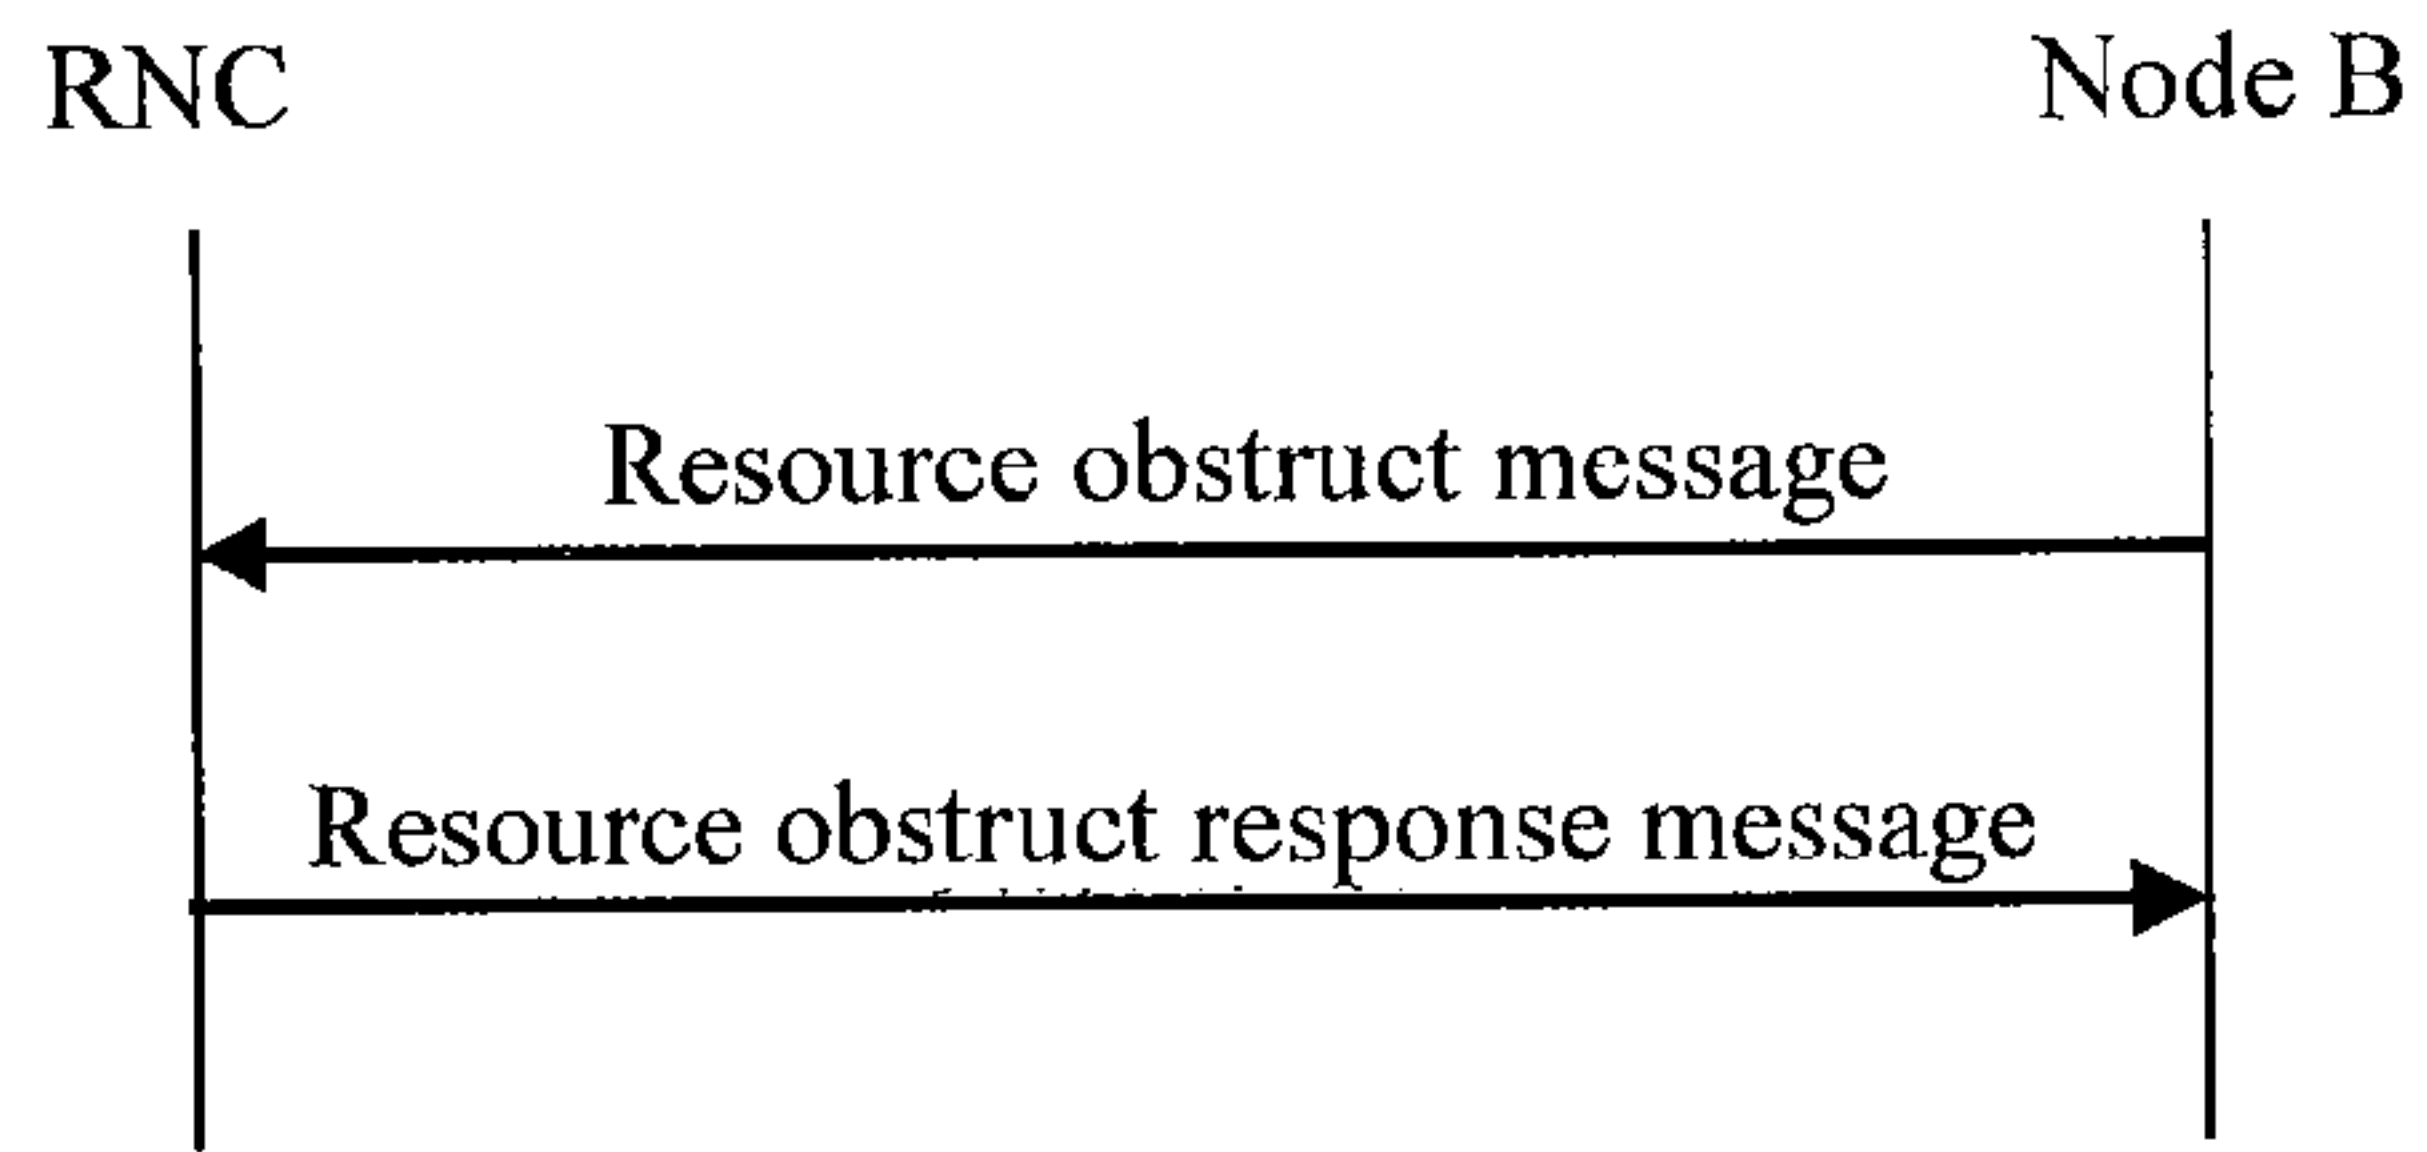 RNC Node B
Resource obstruct message
Resource obstruct response message